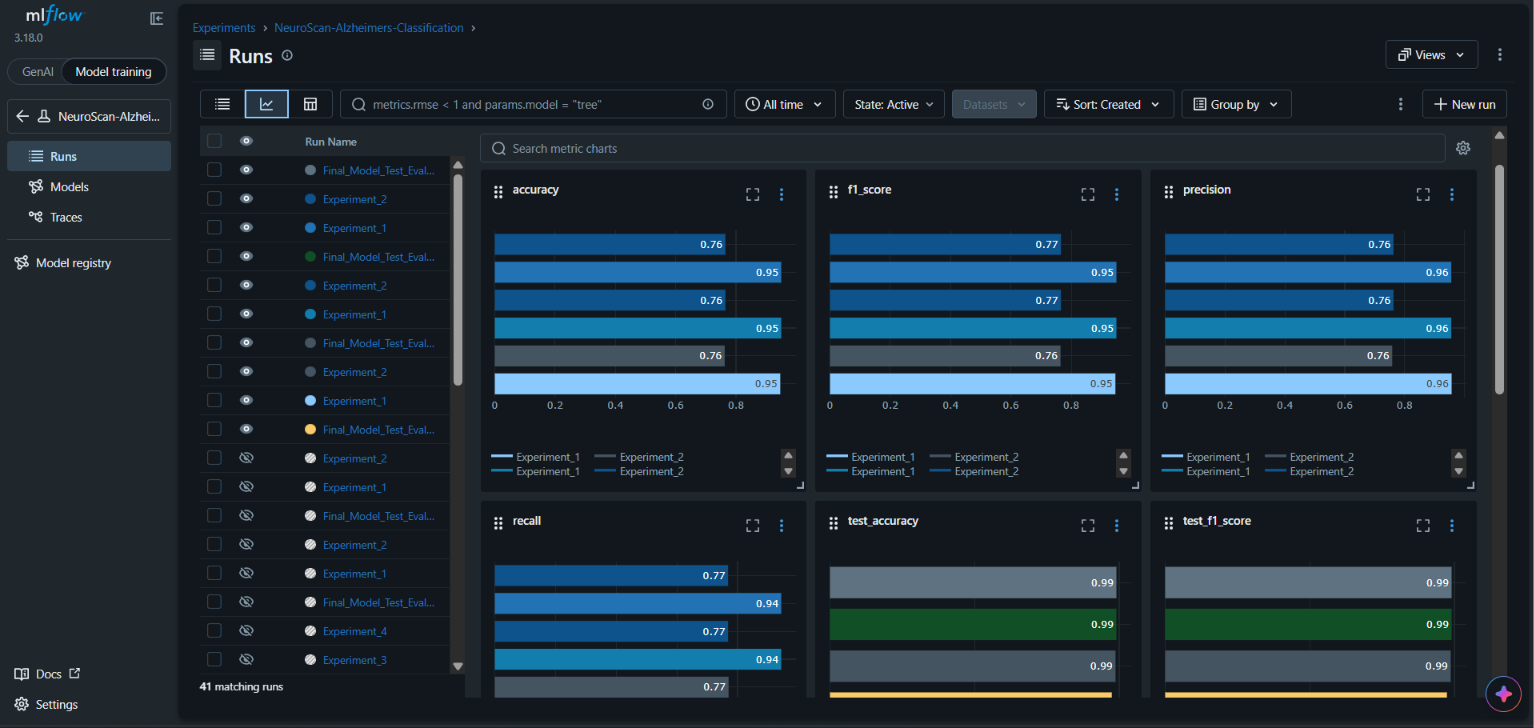 mlflow
3.18.0
GenAI
Model training
NeuroScan-Alzhei...
Runs
Models
Traces
Model registry
Docs
Settings
Experiments > NeuroScan-Alzheimers-Classification >
Runs
Views
metrics.rmse < 1 and params.model = "tree"
All time
State: Active
Datasets
Sort: Created
Group by
+ New run
Run Name
Final_Model_Test_Eval...
Experiment_2
Experiment_1
Final_Model_Test_Eval...
Experiment_2
Experiment_1
Final_Model_Test_Eval...
Experiment_2
Experiment_1
Final_Model_Test_Eval...
Experiment_2
Experiment_1
Final_Model_Test_Eval...
Experiment_2
Experiment_1
Final_Model_Test_Eval...
Experiment_4
Experiment_3
41 matching runs
Search metric charts
accuracy
0.76
0.95
0.76
0.95
0.76
0.95
0 0.2 0.4 0.6 0.8
Experiment_1 Experiment_2
Experiment_1 Experiment_2
f1_score
0.77
0.95
0.77
0.95
0.76
0.95
0 0.2 0.4 0.6 0.8
Experiment_1 Experiment_2
Experiment_1 Experiment_2
precision
0.76
0.96
0.76
0.96
0.76
0.96
0 0.2 0.4 0.6 0.8
Experiment_1 Experiment_2
Experiment_1 Experiment_2
recall
0.77
0.94
0.77
0.94
0.77
test_accuracy
0.99
0.99
0.99
test_f1_score
0.99
0.99
0.99